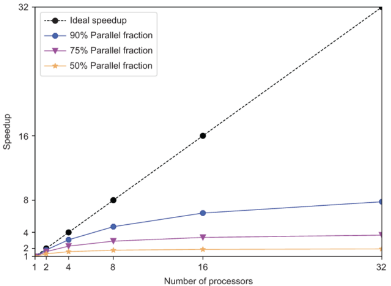 32
Ideal speedup
90% Parallel fraction
75% Parallel fraction
50% Parallel fraction
Speedup
16
8
4
2
1
1 2 4 8 16 32
Number of processors